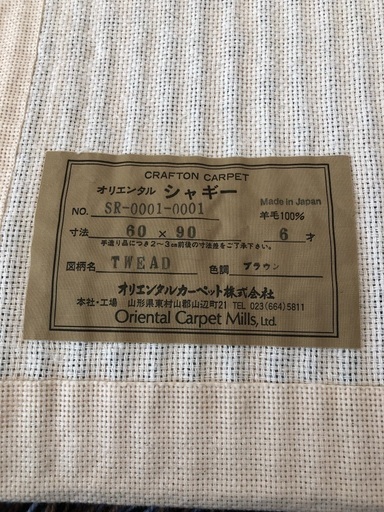 CRAFTON CARPET
オリエンタル シャギー Made in Japan
NO. SR-0001-0001 羊毛100%
寸法 60 × 90 6 才
手造り品につき2〜3㎝前後の寸法差をご了承下さい。
図柄名 TWEAD 色調 ブラウン
オリエンタルカーペット株式会社
本社・工場 山形県東村山郡山辺町21 TEL 023(664)5811
Oriental Carpet Mills, Ltd.